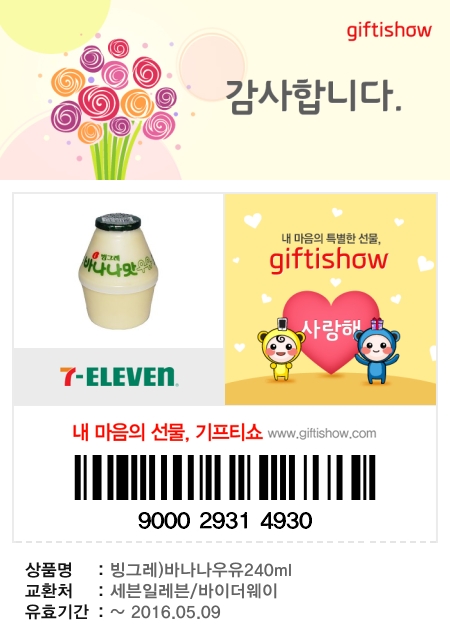 giftishow
감사합니다.
빙그레
바나나맛우유
내 마음의 특별한 선물,
giftishow
사랑해
7-ELEVEn
내 마음의 선물, 기프티쇼 www.giftishow.com
9000 2931 4930
상품명 : 빙그레)바나나우유240ml
교환처 : 세븐일레븐/바이더웨이
유효기간 : ~ 2016.05.09